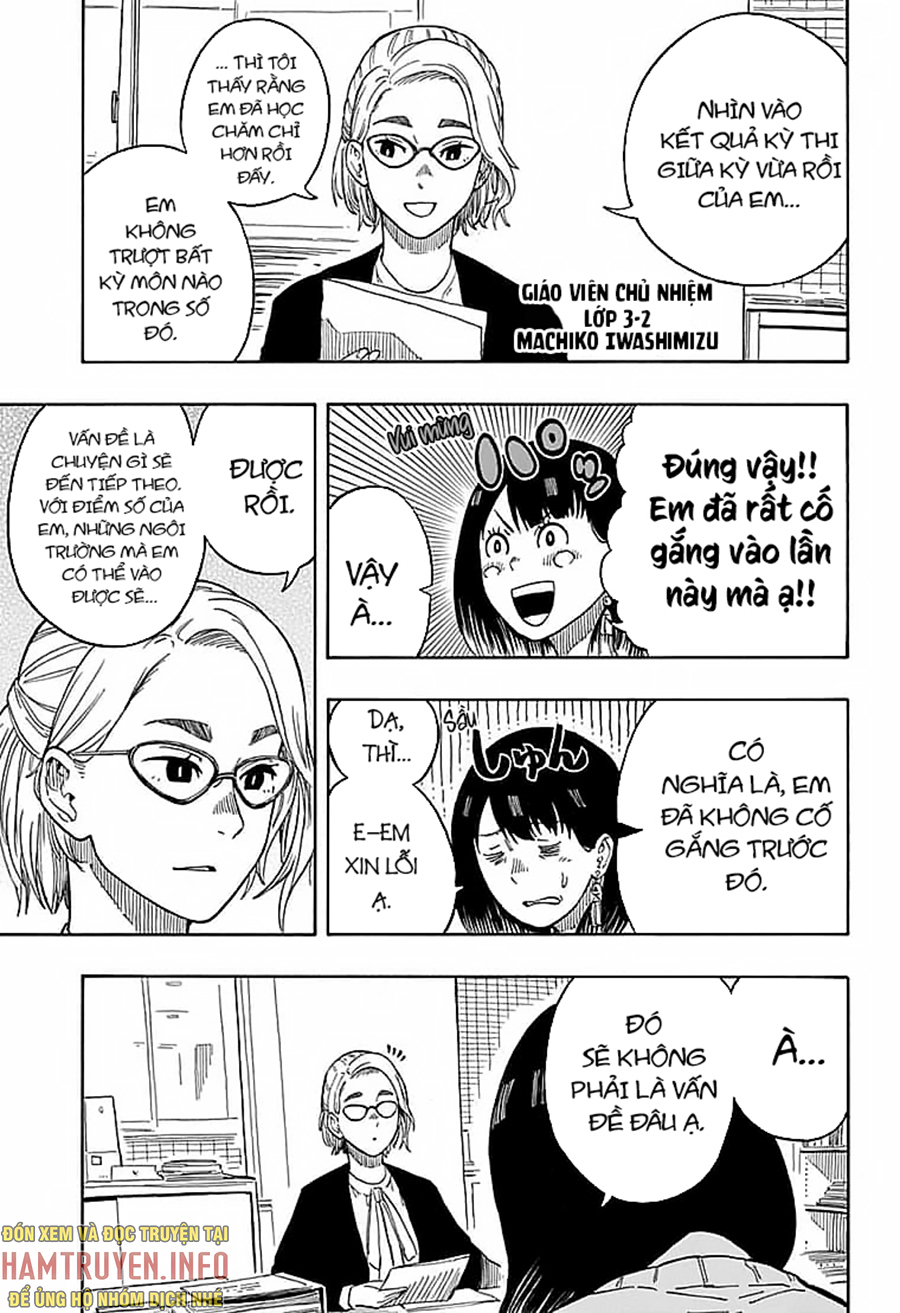 NHÌN VÀO
KẾT QUẢ KỲ THI
GIỮA KỲ VỪA RỒI
CỦA EM...
... THÌ TÔI
THẤY RẰNG
EM ĐÃ HỌC
CHĂM CHỈ
HƠN RỒI
ĐẤY.
EM
KHÔNG
TRƯỢT BẤT
KỲ MÔN NÀO
TRONG SỐ
ĐÓ.
GIÁO VIÊN CHỦ NHIỆM
LỚP 3-2
MACHIKO IWASHIMIZU
Đúng vậy!!
Em đã rất cố
gắng vào lần
này mà ạ!!
Vui mừng
VẬY
À...
CÓ
NGHĨA LÀ, EM
ĐÃ KHÔNG CỐ
GẮNG TRƯỚC
ĐÓ.
Sầu
しゅん
DẠ,
THÌ...
E-EM
XIN LỖI
Ạ.
ĐƯỢC
RỒI.
VẤN ĐỀ LÀ
CHUYỆN GÌ SẼ
ĐẾN TIẾP THEO.
VỚI ĐIỂM SỐ CỦA
EM, NHỮNG NGÔI
TRƯỜNG MÀ EM
CÓ THỂ VÀO
ĐƯỢC SẼ...
À...
ĐÓ
SẼ KHÔNG
PHẢI LÀ VẤN
ĐỀ ĐÂU Ạ.
ĐÓN XEM VÀ ĐỌC TRUYỆN TẠI
HAMTRUYEN.INFO
ĐỂ ỦNG HỘ NHÓM DỊCH NHÉ